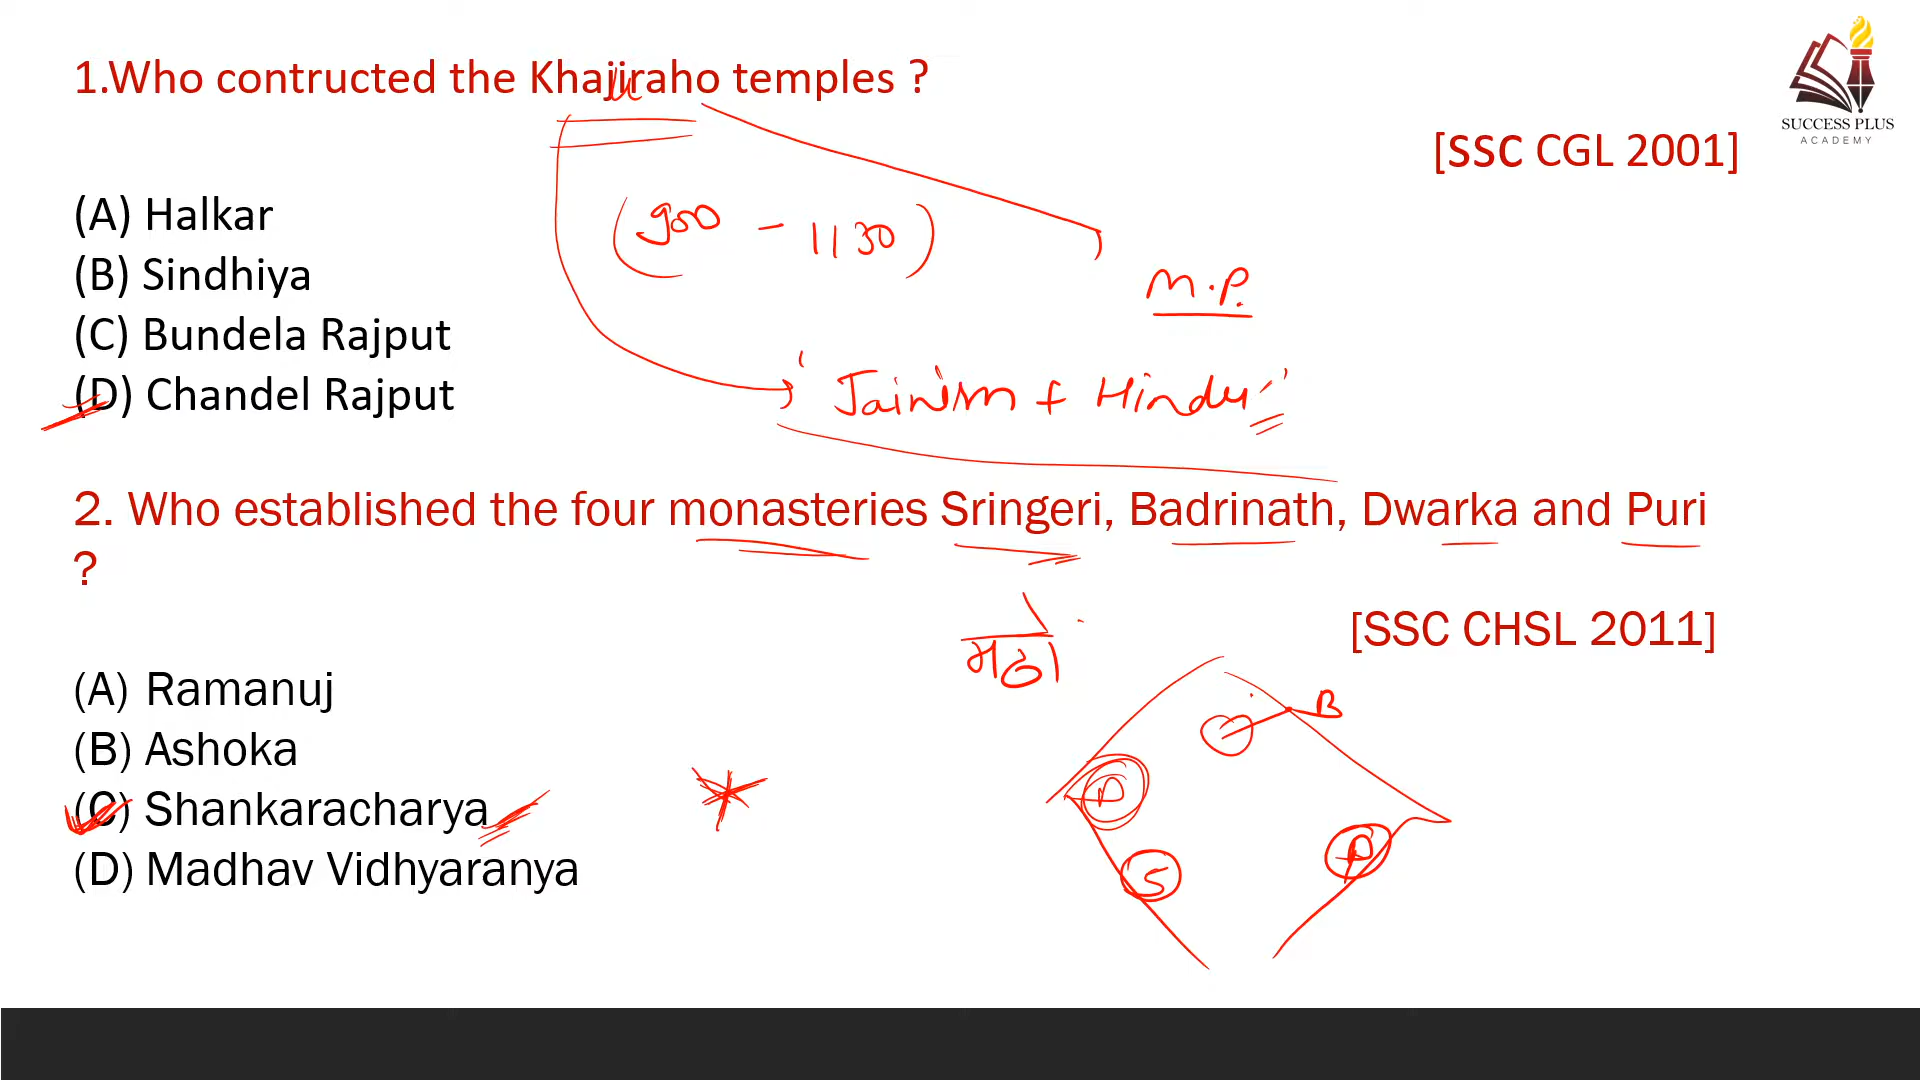 1.Who contructed the Khajiraho temples ?
u
SUCCESS PLUS
ACADEMY
[SSC CGL 2001]
(A) Halkar
(900 - 1130)
(B) Sindhiya
M.P.
(C) Bundela Rajput
(D) Chandel Rajput
'Jainism + Hindu'
2. Who established the four monasteries Sringeri, Badrinath, Dwarka and Puri
?
[SSC CHSL 2011]
मठों
(A) Ramanuj
B
(B) Ashoka
D
(C) Shankaracharya
P
S
(D) Madhav Vidhyaranya